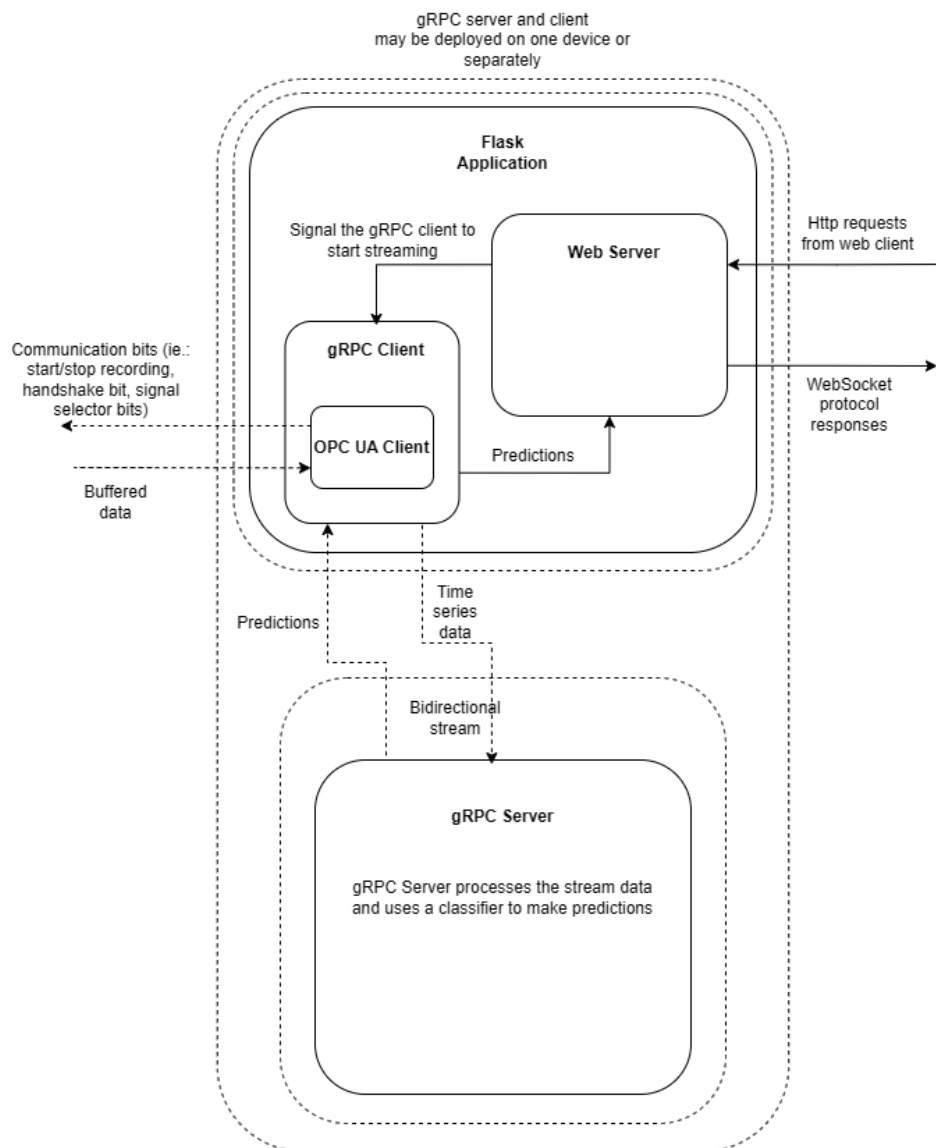 gRPC server and client
may be deployed on one device or
separately
Flask
Application
Signal the gRPC client to
start streaming
Web Server
Http requests
from web client
gRPC Client
Communication bits (ie.:
start/stop recording,
handshake bit, signal
selector bits)
WebSocket
protocol
responses
OPC UA Client
Predictions
Buffered
data
Time
series
data
Predictions
Bidirectional
stream
gRPC Server
gRPC Server processes the stream data
and uses a classifier to make predictions